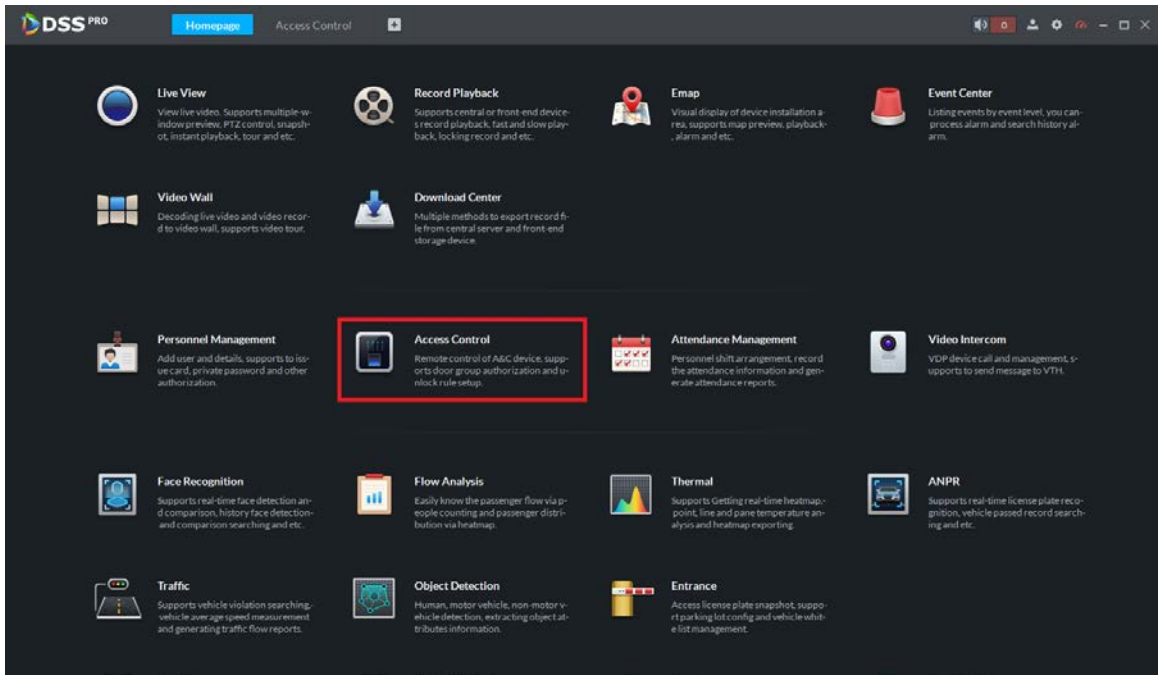 DSS PRO
Homepage
Access Control
0
Live View
View live video. Supports multiple-w-
indow preview, PTZ control, snapsh-
ot, instant playback, tour and etc.
Record Playback
Supports central or front-end device-
s record playback, fast and slow play-
back, locking record and etc.
Emap
Visual display of device installation a-
rea, supports map preview, playback-
, alarm and etc.
Event Center
Listing events by event level, you can-
process alarm and search history al-
arm.
Video Wall
Decoding live video and video recor-
d to video wall, supports video tour.
Download Center
Multiple methods to export record fi-
le from central server and front-end
storage device.
Personnel Management
Add user and details, supports to iss-
ue card, private password and other
authorization.
Access Control
Remote control of A&C device, supp-
orts door group authorization and u-
nlock rule setup.
Attendance Management
Personnel shift arrangement, record
the attendance information and gen-
erate attendance reports.
Video Intercom
VDP device call and management, s-
upports to send message to VTH.
Face Recognition
Supports real-time face detection an-
d comparison, history face detection-
and comparison searching and etc.
Flow Analysis
Easily know the passenger flow via p-
eople counting and passenger distri-
bution via heatmap.
Thermal
Supports Getting real-time heatmap,-
point, line and pane temperature an-
alysis and heatmap exporting.
ANPR
Supports real-time license plate reco-
gnition, vehicle passed record search-
ing and etc.
Traffic
Supports vehicle violation searching,-
vehicle average speed measurement
and generating traffic flow reports.
Object Detection
Human, motor vehicle, non-motor v-
ehicle detection, extracting object at-
tributes information.
Entrance
Access license plate snapshot, suppo-
rt parking lot config and vehicle whit-
e list management.